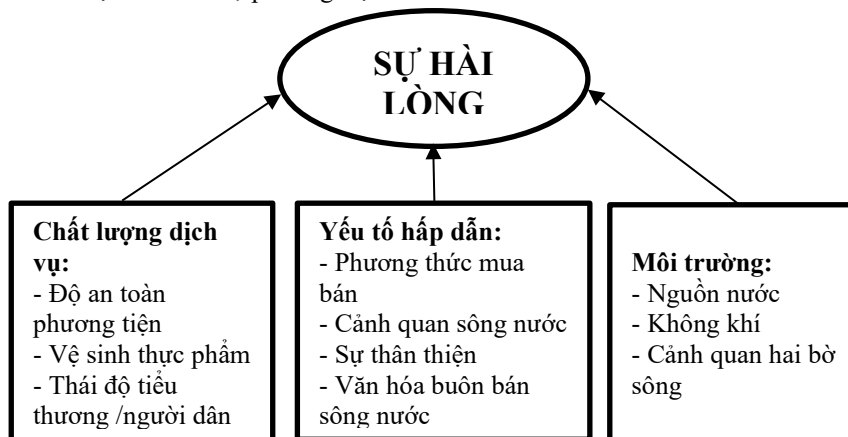 SỰ HÀI
LÒNG
Chất lượng dịch
vụ:
- Độ an toàn
phương tiện
- Vệ sinh thực phẩm
- Thái độ tiểu
thương /người dân
Yếu tố hấp dẫn:
- Phương thức mua
bán
- Cảnh quan sông nước
- Sự thân thiện
- Văn hóa buôn bán
sông nước
Môi trường:
- Nguồn nước
- Không khí
- Cảnh quan hai bờ
sông